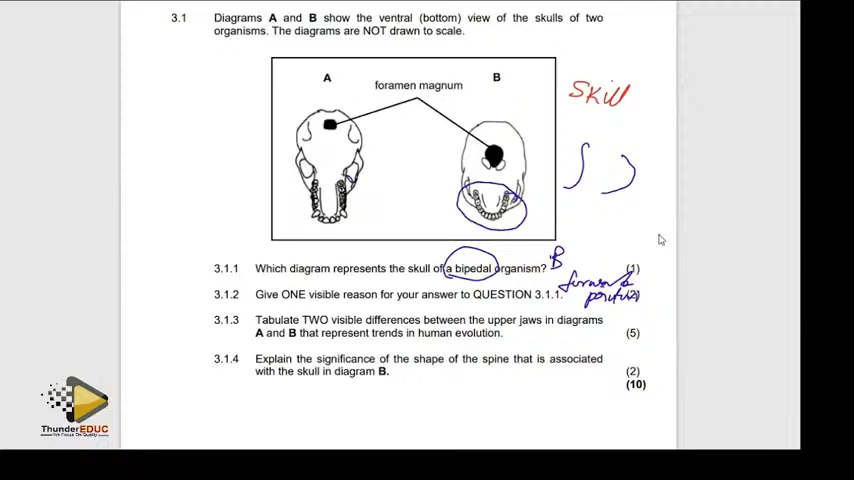 3.1 Diagrams A and B show the ventral (bottom) view of the skulls of two
organisms. The diagrams are NOT drawn to scale.
A
B
foramen magnum
Skill
3.1.1 Which diagram represents the skull of a bipedal organism? B (1)
3.1.2 Give ONE visible reason for your answer to QUESTION 3.1.1. (2)
3.1.3 Tabulate TWO visible differences between the upper jaws in diagrams
A and B that represent trends in human evolution. (5)
3.1.4 Explain the significance of the shape of the spine that is associated
with the skull in diagram B. (2)
(10)
ThunderEDUC